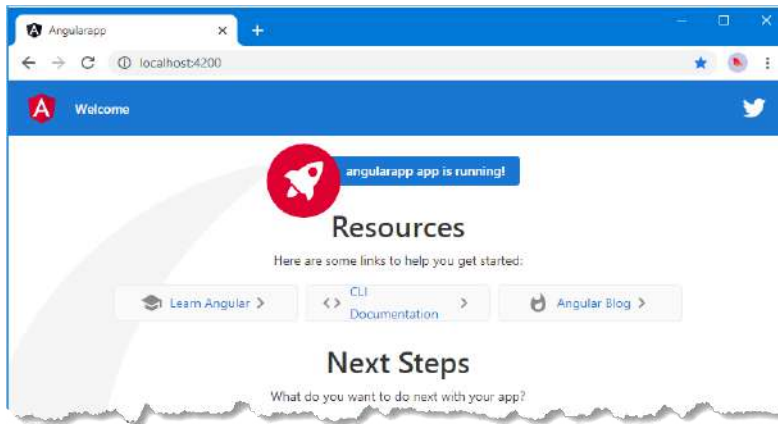 Angularapp
localhost:4200
A Welcome
angularapp app is running!
Resources
Here are some links to help you get started:
Learn Angular
CLI
Documentation
Angular Blog
Next Steps
What do you want to do next with your app?